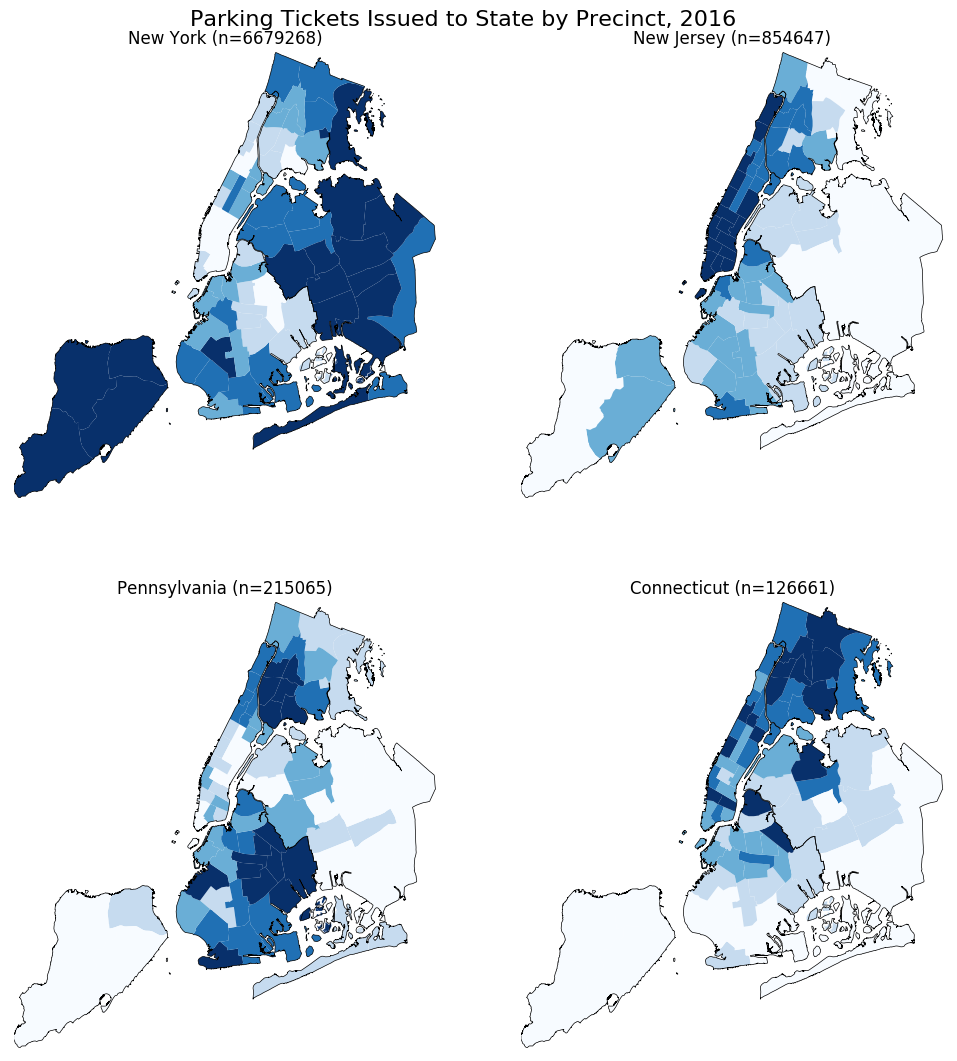 Parking Tickets Issued to State by Precinct, 2016
New York (n=6679268)
New Jersey (n=854647)
Pennsylvania (n=215065)
Connecticut (n=126661)